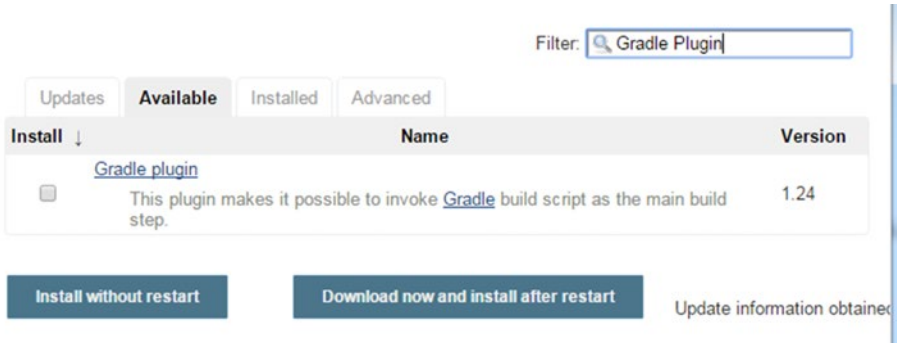 Filter: Gradle Plugin
Updates Available Installed Advanced
Install ↓ Name Version
Gradle plugin
This plugin makes it possible to invoke Gradle build script as the main build
step.
1.24
Install without restart Download now and install after restart Update information obtained